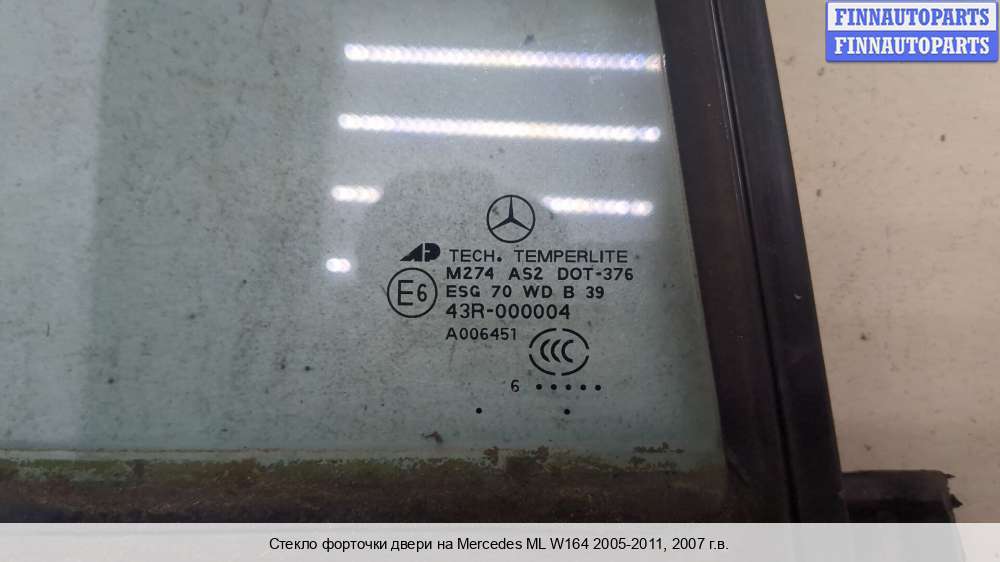 FINNAUTOPARTS
FINNAUTOPARTS
AP TECH. TEMPERLITE
M274 AS2 DOT-376
E6
ESG 70 WD B 39
43R-000004
A006451
CCC
6 •••••
Стекло форточки двери на Mercedes ML W164 2005-2011, 2007 г.в.